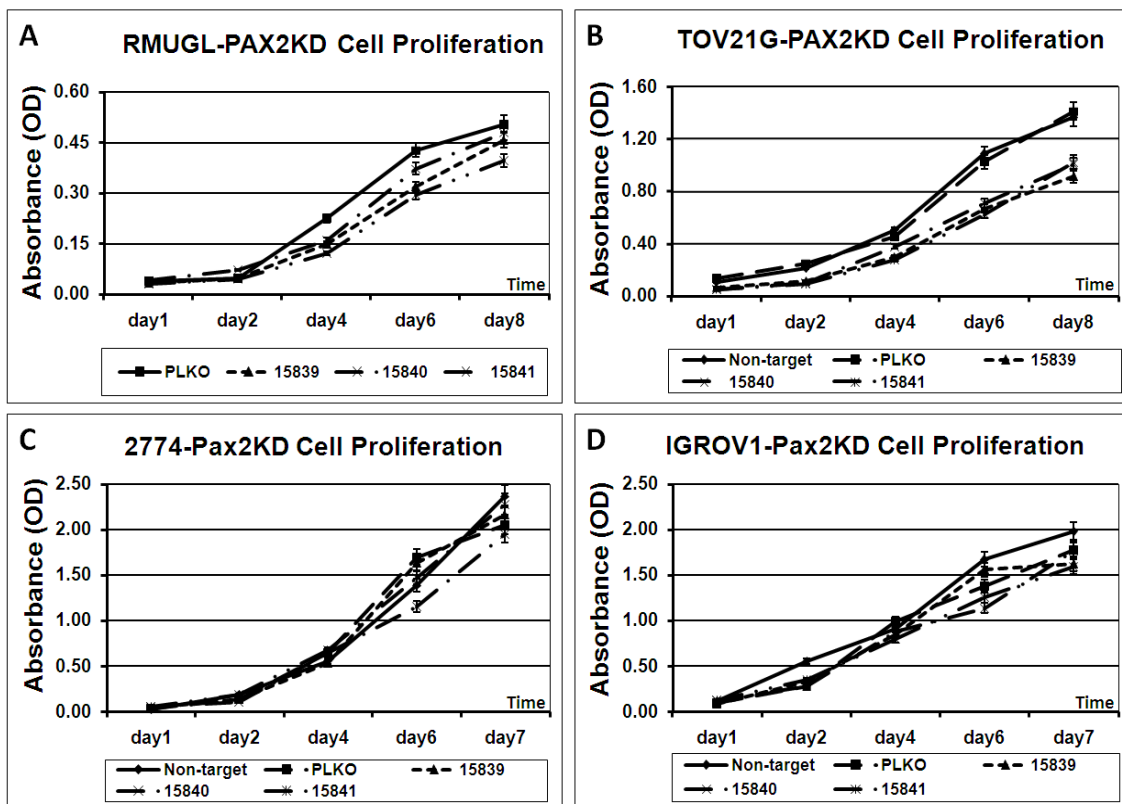 A
RMUGL-PAX2KD Cell Proliferation
Absorbance (OD)
0.60
0.45
0.30
0.15
0.00
Time
day1 day2 day4 day6 day8
PLKO 15839 15840 15841
B
TOV21G-PAX2KD Cell Proliferation
Absorbance (OD)
1.60
1.20
0.80
0.40
0.00
Time
day1 day2 day4 day6 day8
Non-target PLKO 15839
15840 15841
C
2774-Pax2KD Cell Proliferation
Absorbance (OD)
2.50
2.00
1.50
1.00
0.50
0.00
Time
day1 day2 day4 day6 day7
Non-target PLKO 15839
15840 15841
D
IGROV1-Pax2KD Cell Proliferation
Absorbance (OD)
2.50
2.00
1.50
1.00
0.50
0.00
Time
day1 day2 day4 day6 day7
Non-target PLKO 15839
15840 15841